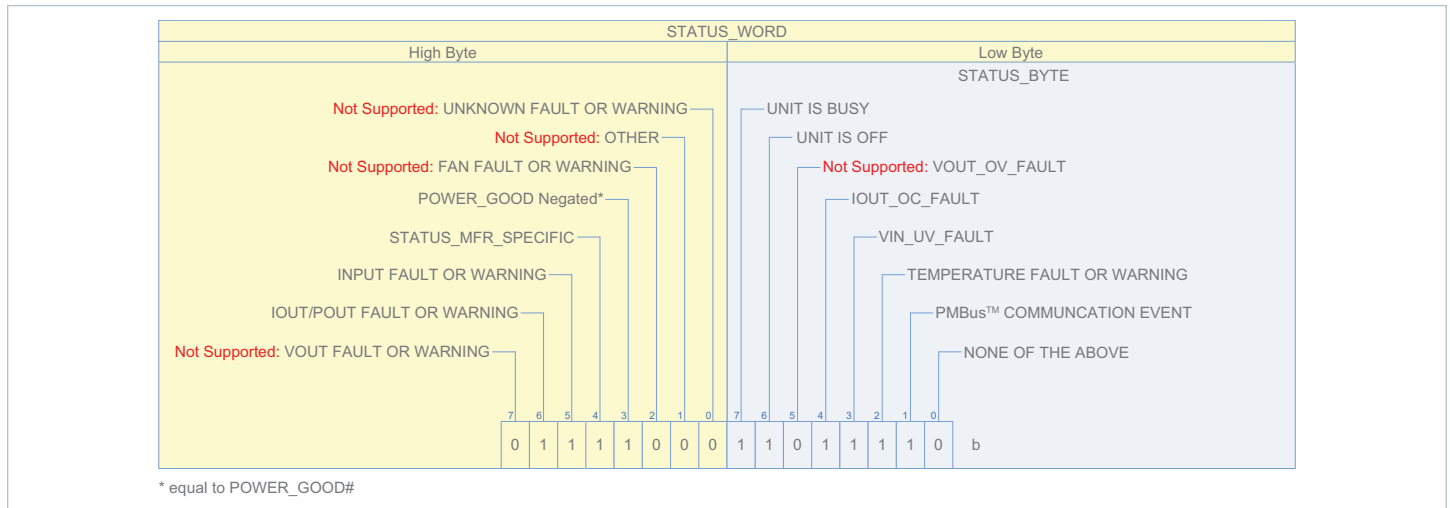 STATUS_WORD
High Byte Low Byte
STATUS_BYTE
Not Supported: UNKNOWN FAULT OR WARNING UNIT IS BUSY
Not Supported: OTHER UNIT IS OFF
Not Supported: FAN FAULT OR WARNING Not Supported: VOUT_OV_FAULT
POWER_GOOD Negated* IOUT_OC_FAULT
STATUS_MFR_SPECIFIC VIN_UV_FAULT
INPUT FAULT OR WARNING TEMPERATURE FAULT OR WARNING
IOUT/POUT FAULT OR WARNING PMBus™ COMMUNCATION EVENT
Not Supported: VOUT FAULT OR WARNING NONE OF THE ABOVE
7 6 5 4 3 2 1 0 7 6 5 4 3 2 1 0
0 1 1 1 1 0 0 0 1 1 0 1 1 1 1 0 b
* equal to POWER_GOOD#